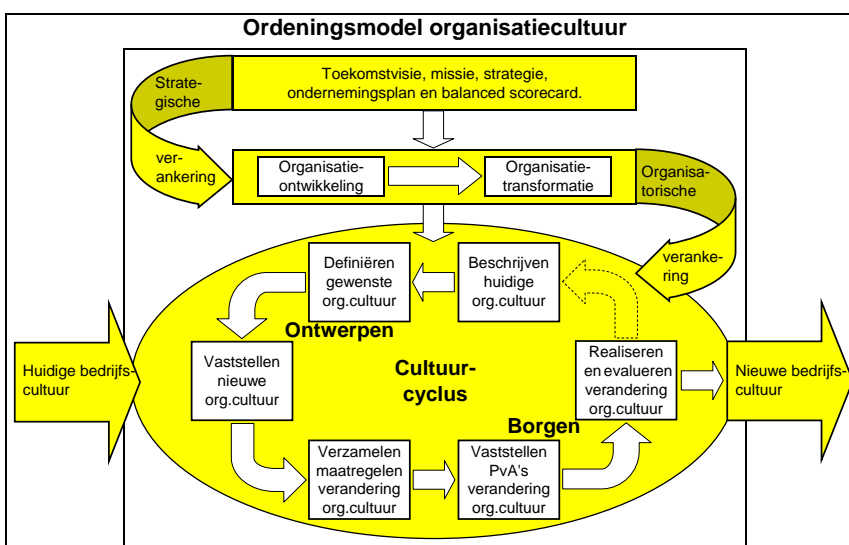 Ordeningsmodel organisatiecultuur
Strate-
gische
Toekomstvisie, missie, strategie,
ondernemingsplan en balanced scorecard.
ver-
ankering
Organisatie-
ontwikkeling
Organisatie-
transformatie
Organisa-
torische
veranke-
ring
Definiëren
gewenste
org.cultuur
Beschrijven
huidige
org.cultuur
Ontwerpen
Huidige bedrijfs-
cultuur
Vaststellen
nieuwe
org.cultuur
Cultuur-
cyclus
Realiseren
en evalueren
verandering
org.cultuur
Nieuwe bedrijfs-
cultuur
Borgen
Verzamelen
maatregelen
verandering
org.cultuur
Vaststellen
PvA's
verandering
org.cultuur